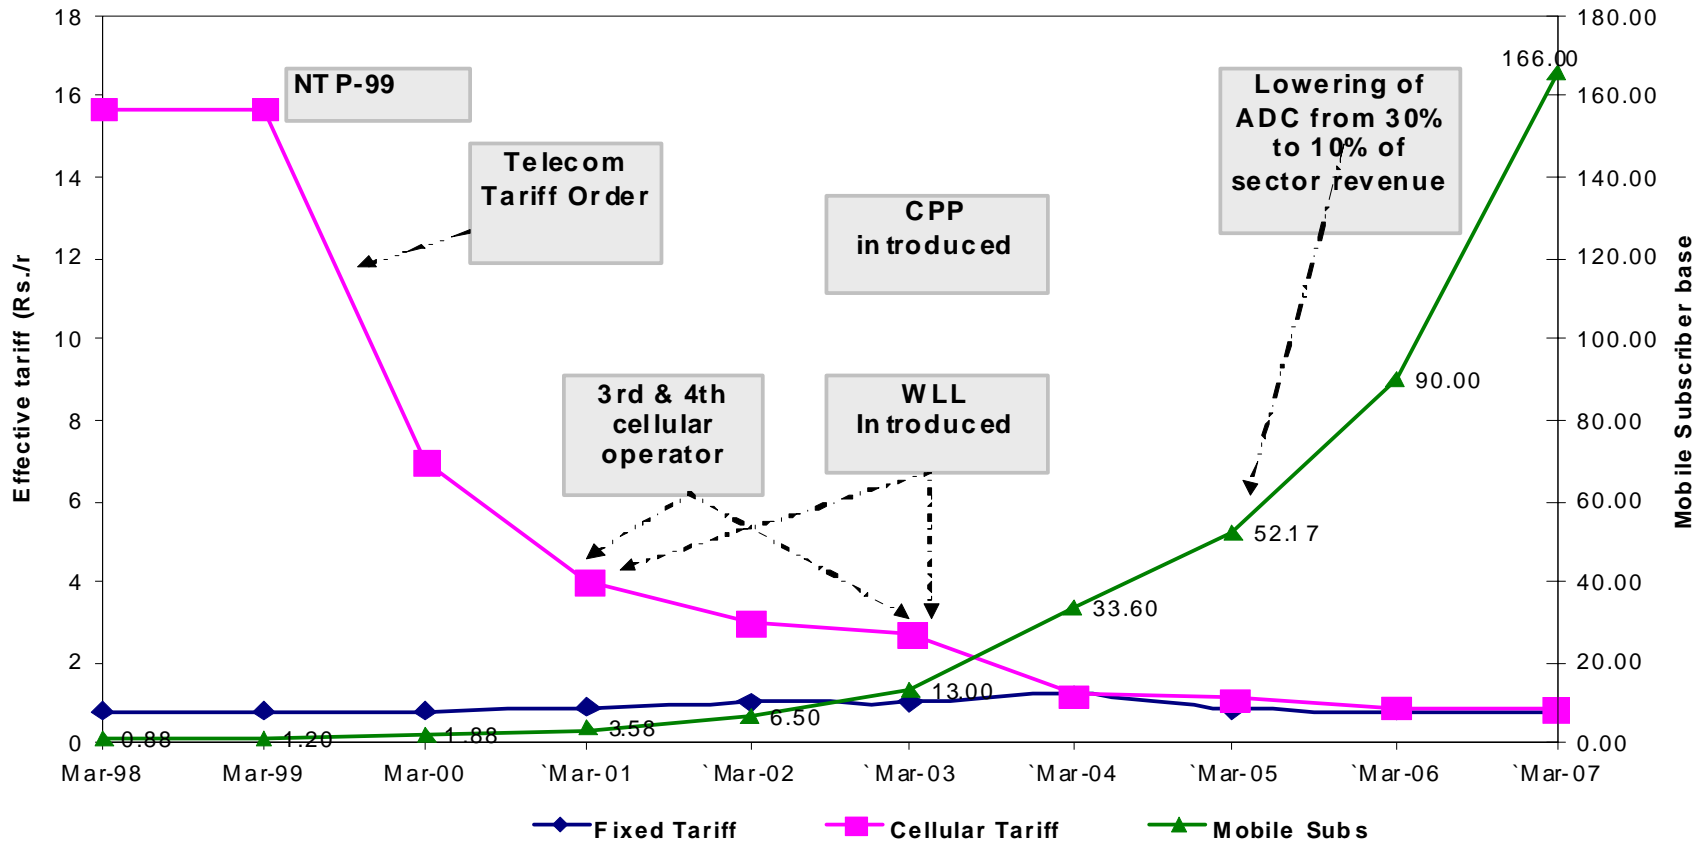 18
16
14
12
10
8
6
4
2
0
Effective tariff (Rs./r
180.00
160.00
140.00
120.00
100.00
80.00
60.00
40.00
20.00
0.00
Mobile Subscriber base
NTP-99
Telecom
Tariff Order
3rd & 4th
cellular
operator
CPP
introduced
WLL
Introduced
Lowering of
ADC from 30%
to 10% of
sector revenue
0.88
1.20
1.88
3.58
6.50
13.00
33.60
52.17
90.00
166.00
Mar-98 Mar-99 Mar-00 `Mar-01 `Mar-02 `Mar-03 `Mar-04 `Mar-05 `Mar-06 `Mar-07
Fixed Tariff Cellular Tariff Mobile Subs